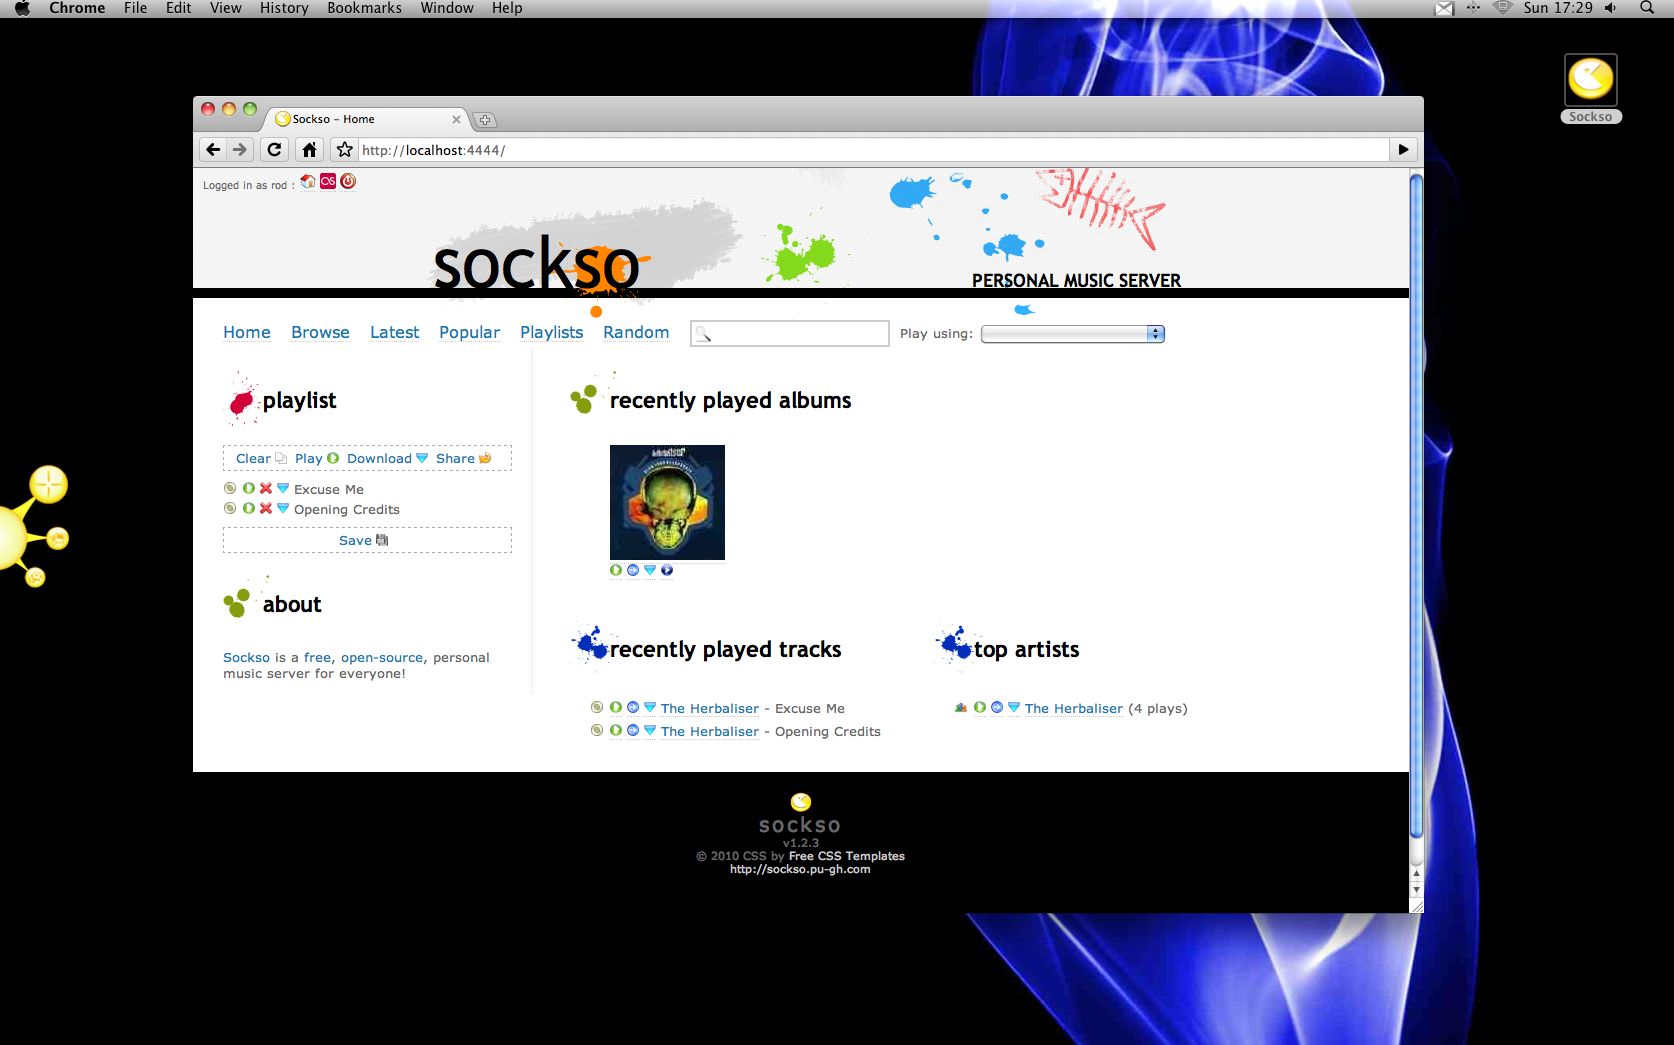 Chrome File Edit View History Bookmarks Window Help Sun 17:29
Sockso
Sockso – Home
http://localhost:4444/
Logged in as rod :
OS
sockso
PERSONAL MUSIC SERVER
Home Browse Latest Popular Playlists Random Play using:
playlist
Clear Play Download Share
Excuse Me
Opening Credits
Save
about
Sockso is a free, open-source, personal
music server for everyone!
recently played albums
recently played tracks
The Herbaliser - Excuse Me
The Herbaliser - Opening Credits
top artists
The Herbaliser (4 plays)
sockso
v1.2.3
© 2010 CSS by Free CSS Templates
http://sockso.pu-gh.com